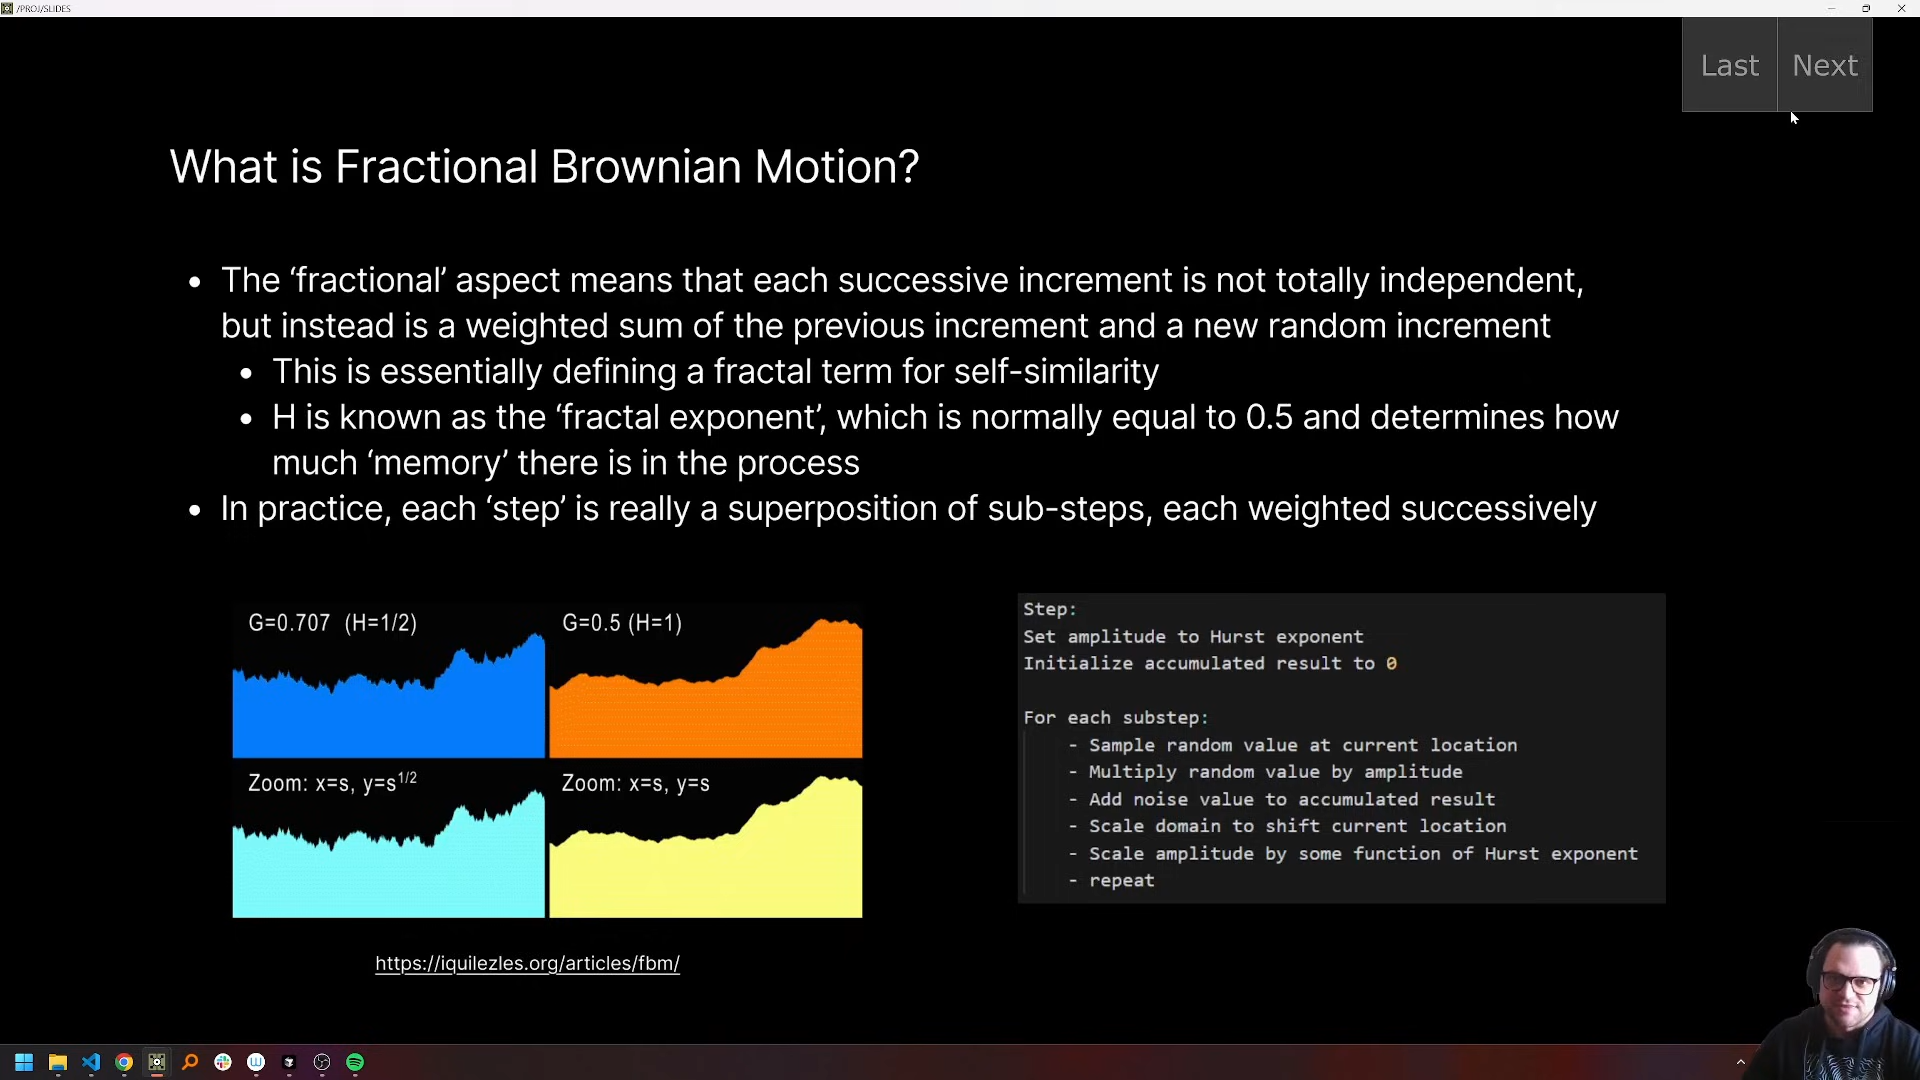 /PROJ/SLIDES
Last Next
What is Fractional Brownian Motion?
• The ‘fractional’ aspect means that each successive increment is not totally independent,
but instead is a weighted sum of the previous increment and a new random increment
• This is essentially defining a fractal term for self-similarity
• H is known as the ‘fractal exponent’, which is normally equal to 0.5 and determines how
much ‘memory’ there is in the process
• In practice, each ‘step’ is really a superposition of sub-steps, each weighted successively
G=0.707 (H=1/2)
G=0.5 (H=1)
Zoom: x=s, y=s^1/2
Zoom: x=s, y=s
https://iquilezles.org/articles/fbm/
Step:
Set amplitude to Hurst exponent
Initialize accumulated result to 0
For each substep:
- Sample random value at current location
- Multiply random value by amplitude
- Add noise value to accumulated result
- Scale domain to shift current location
- Scale amplitude by some function of Hurst exponent
- repeat